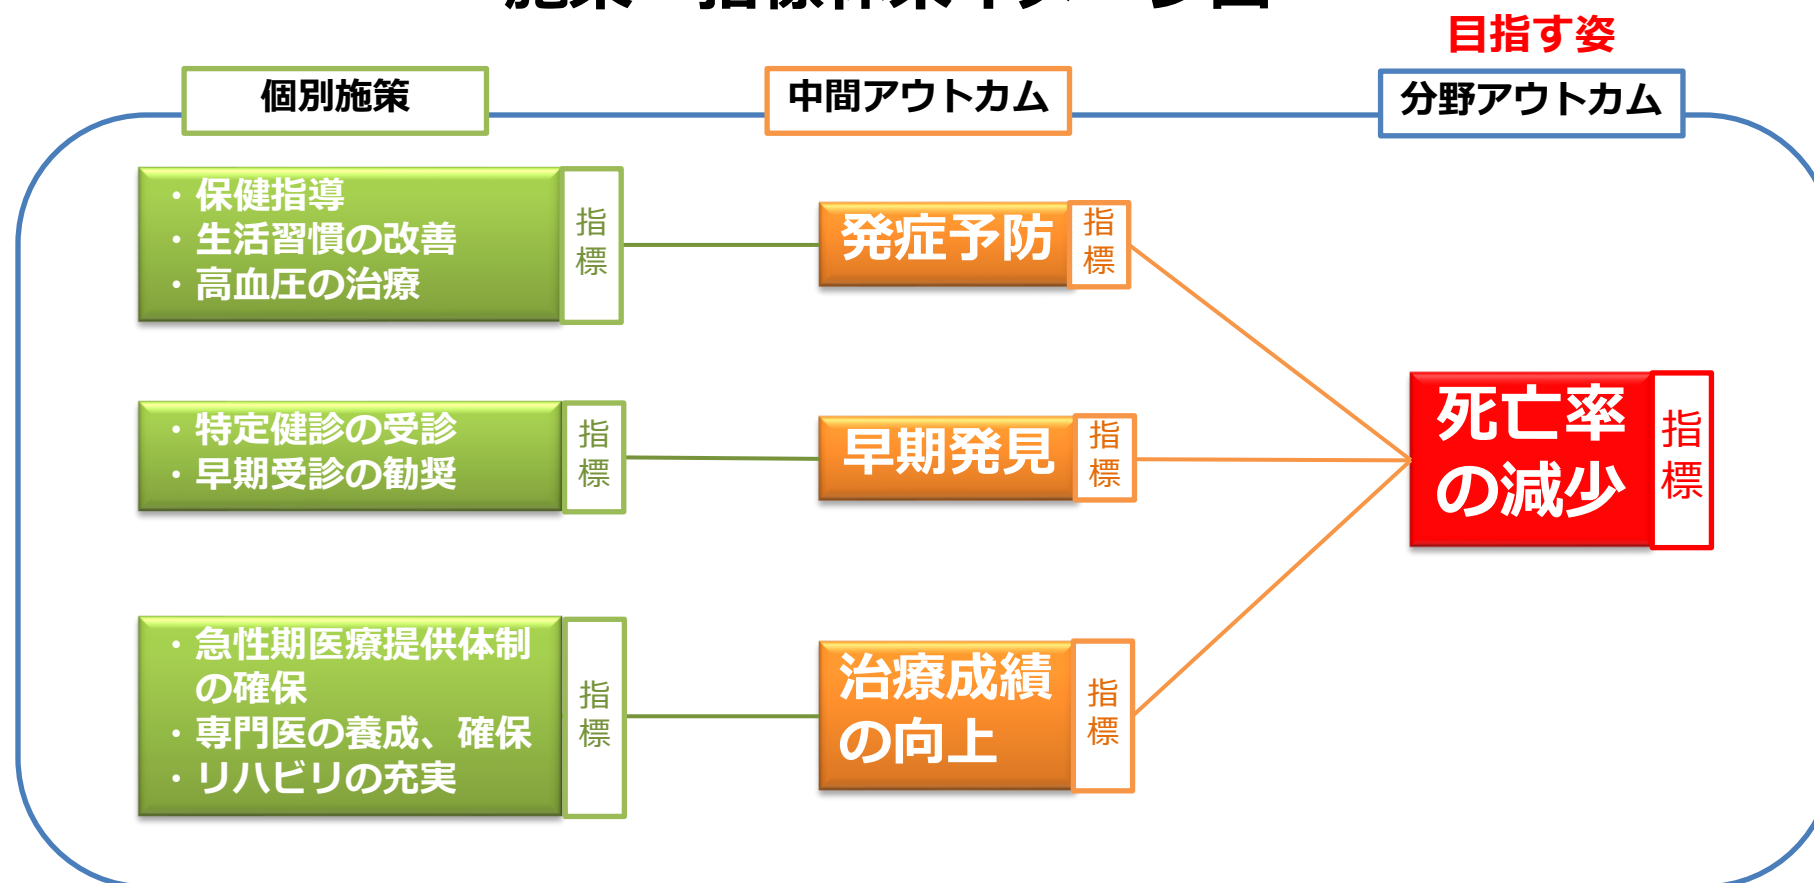 目指す姿
個別施策
中間アウトカム
分野アウトカム
・保健指導
・生活習慣の改善
・高血圧の治療
指標
発症予防
指標
・特定健診の受診
・早期受診の勧奨
指標
早期発見
指標
死亡率
の減少
指標
・急性期医療提供体制
の確保
・専門医の養成、確保
・リハビリの充実
指標
治療成績
の向上
指標